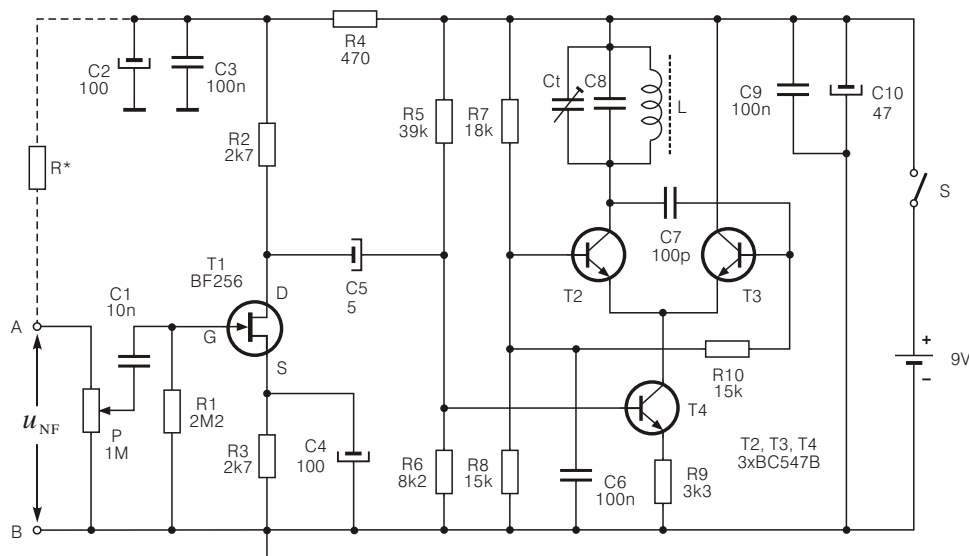 C2
100
C3
100n
R4
470
R*
R2
2k7
R5
39k
R7
18k
Ct
C8
L
C9
100n
C10
47
S
T1
BF256
C1
10n
D
G
S
C5
5
C7
100p
T2
T3
A
B
u NF
P
1M
R1
2M2
R3
2k7
C4
100
R6
8k2
R8
15k
C6
100n
R10
15k
T4
R9
3k3
T2, T3, T4
3xBC547B
+
9V
–